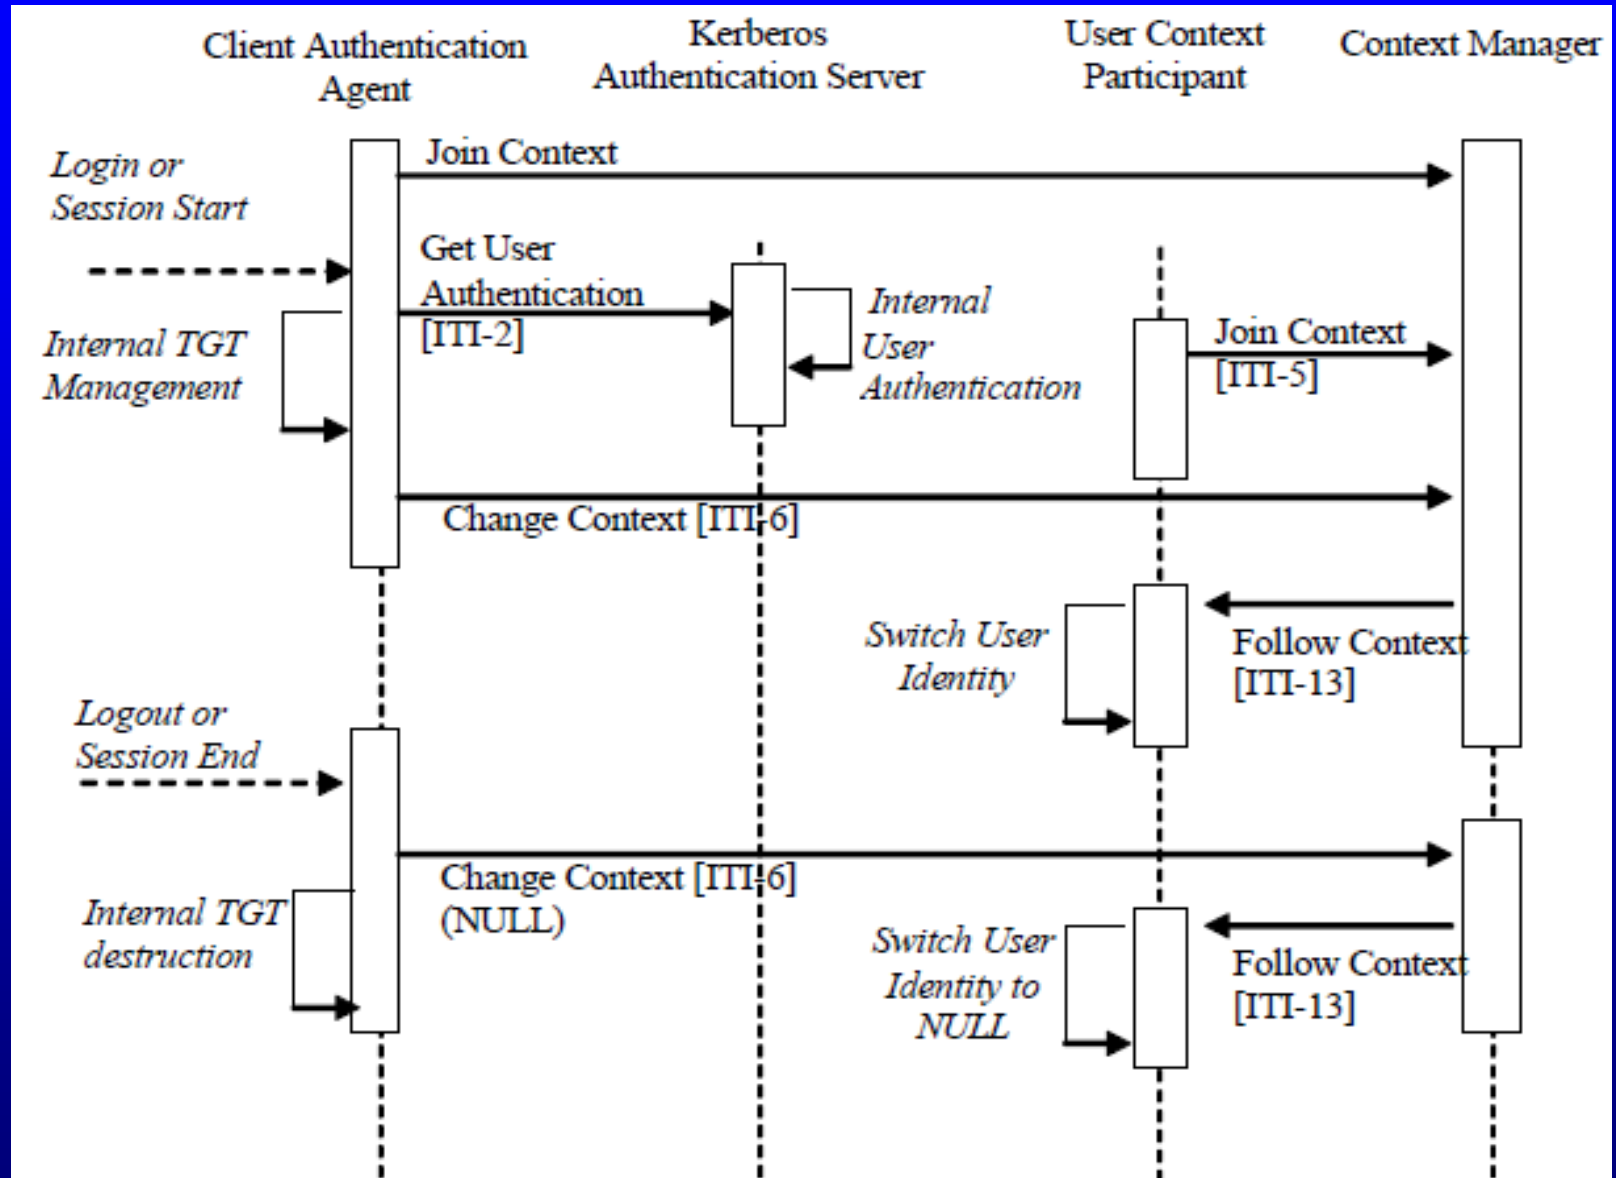 Client Authentication
Agent
Kerberos
Authentication Server
User Context
Participant
Context Manager
Login or
Session Start
Join Context
Get User
Authentication
[ITI-2]
Internal TGT
Management
Internal
User
Authentication
Join Context
[ITI-5]
Change Context [ITI-6]
Switch User
Identity
Follow Context
[ITI-13]
Logout or
Session End
Change Context [ITI-6]
(NULL)
Internal TGT
destruction
Switch User
Identity to
NULL
Follow Context
[ITI-13]